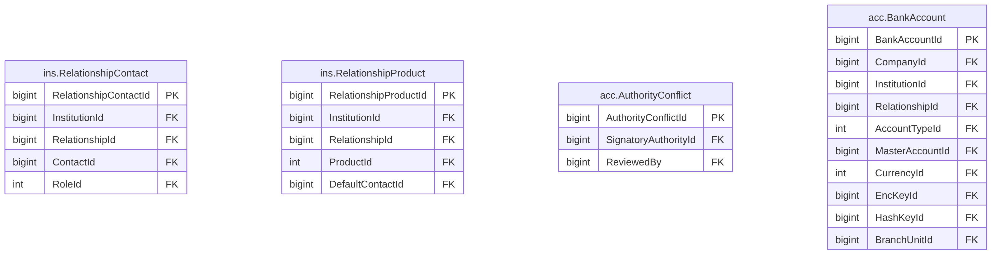 ins.RelationshipContact
bigint RelationshipContactId PK
bigint InstitutionId FK
bigint RelationshipId FK
bigint ContactId FK
int RoleId FK
ins.RelationshipProduct
bigint RelationshipProductId PK
bigint InstitutionId FK
bigint RelationshipId FK
int ProductId FK
bigint DefaultContactId FK
acc.AuthorityConflict
bigint AuthorityConflictId PK
bigint SignatoryAuthorityId FK
bigint ReviewedBy FK
acc.BankAccount
bigint BankAccountId PK
bigint CompanyId FK
bigint InstitutionId FK
bigint RelationshipId FK
int AccountTypeId FK
bigint MasterAccountId FK
int CurrencyId FK
bigint EncKeyId FK
bigint HashKeyId FK
bigint BranchUnitId FK